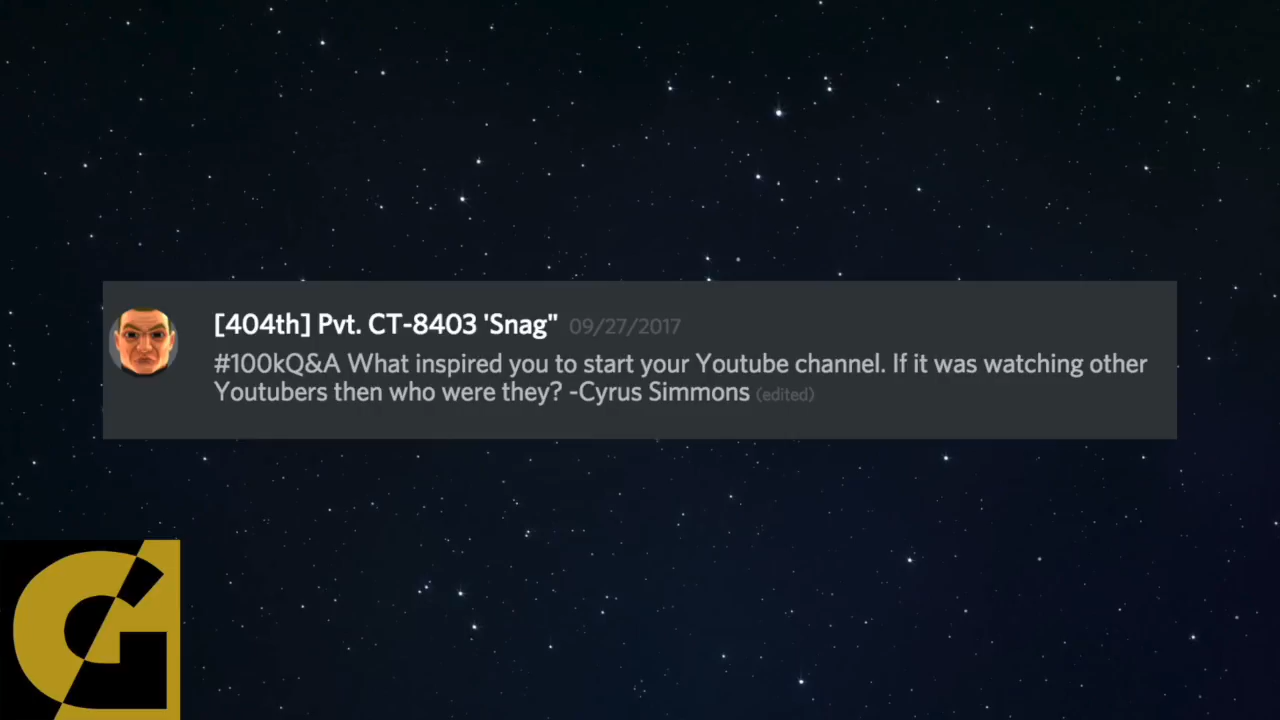 [404th] Pvt. CT-8403 'Snag" 09/27/2017
#100kQ&A What inspired you to start your Youtube channel. If it was watching other
Youtubers then who were they? -Cyrus Simmons (edited)
G